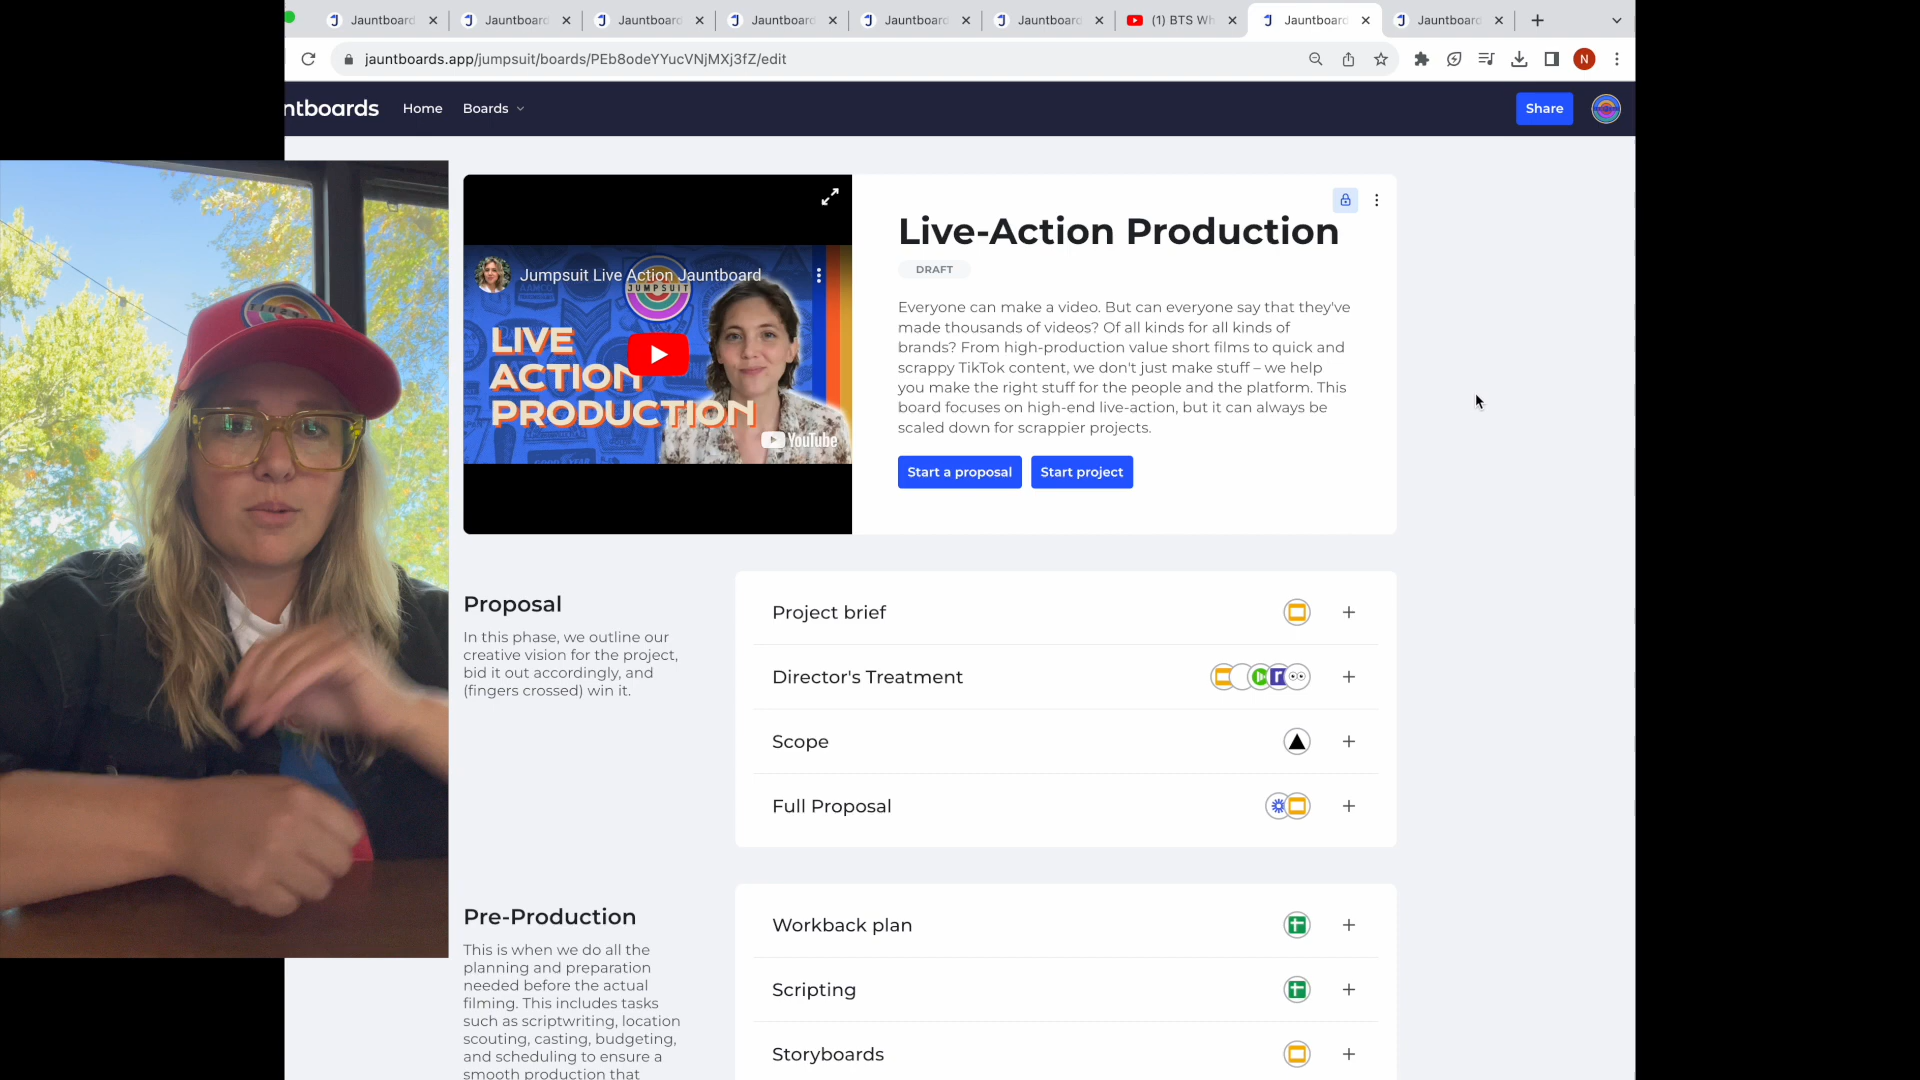 Jauntboard
Jauntboard
Jauntboard
Jauntboard
Jauntboard
Jauntboard
(1) BTS Wh
Jauntboard
Jauntboard
jauntboards.app/jumpsuit/boards/PEb8odeYYucVNjMXj3fZ/edit
N
ntboards
Home
Boards
Share
Jumpsuit Live Action Jauntboard
JUMPSUIT
LIVE
ACTION
PRODUCTION
YouTube
Live-Action Production
DRAFT
Everyone can make a video. But can everyone say that they've
made thousands of videos? Of all kinds for all kinds of
brands? From high-production value short films to quick and
scrappy TikTok content, we don't just make stuff – we help
you make the right stuff for the people and the platform. This
board focuses on high-end live-action, but it can always be
scaled down for scrappier projects.
Start a proposal
Start project
Proposal
In this phase, we outline our
creative vision for the project,
bid it out accordingly, and
(fingers crossed) win it.
Project brief
Director's Treatment
Scope
Full Proposal
Pre-Production
This is when we do all the
planning and preparation
needed before the actual
filming. This includes tasks
such as scriptwriting, location
scouting, casting, budgeting,
and scheduling to ensure a
smooth production that
Workback plan
Scripting
Storyboards